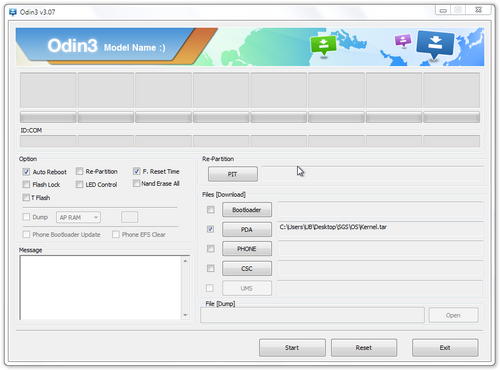 Odin3 v3.07
Odin3 Model Name :)
ID:COM
Option
Auto Reboot Re-Partition F. Reset Time
Flash Lock LED Control Nand Erase All
T Flash
Dump AP RAM
Phone Bootloader Update Phone EFS Clear
Message
Re-Partition
PIT
Files [Download]
Bootloader
PDA C:\Users\JB\Desktop\SGS\OS\Kernel.tar
PHONE
CSC
UMS
File [Dump]
Open
Start Reset Exit